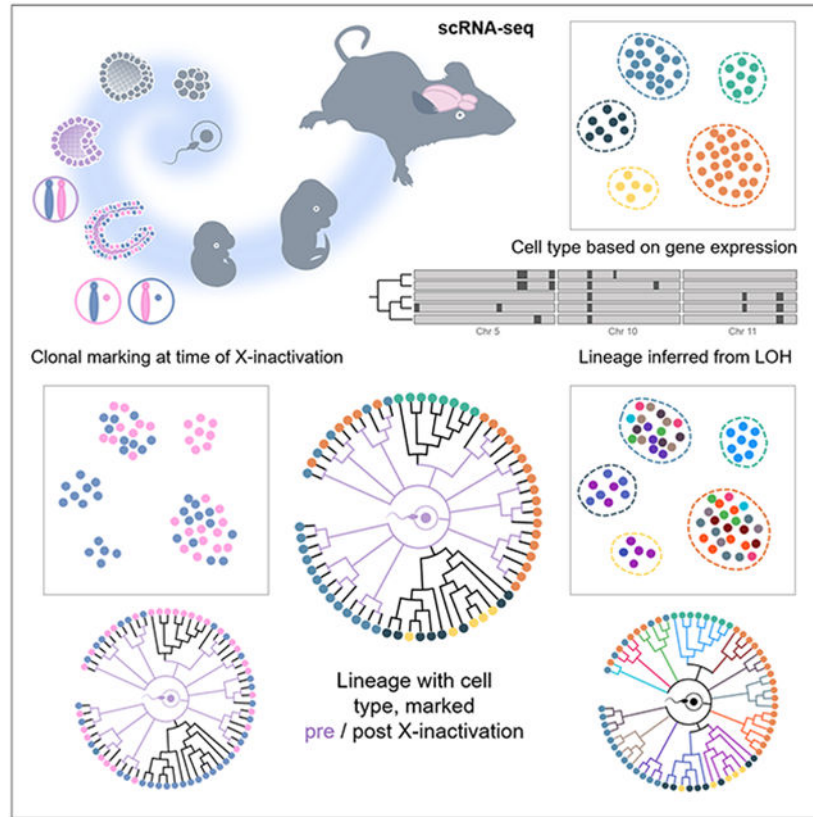 scRNA-seq
Cell type based on gene expression
Chr 5
Chr 10
Chr 11
Clonal marking at time of X-inactivation
Lineage inferred from LOH
Lineage with cell
type, marked
pre / post X-inactivation